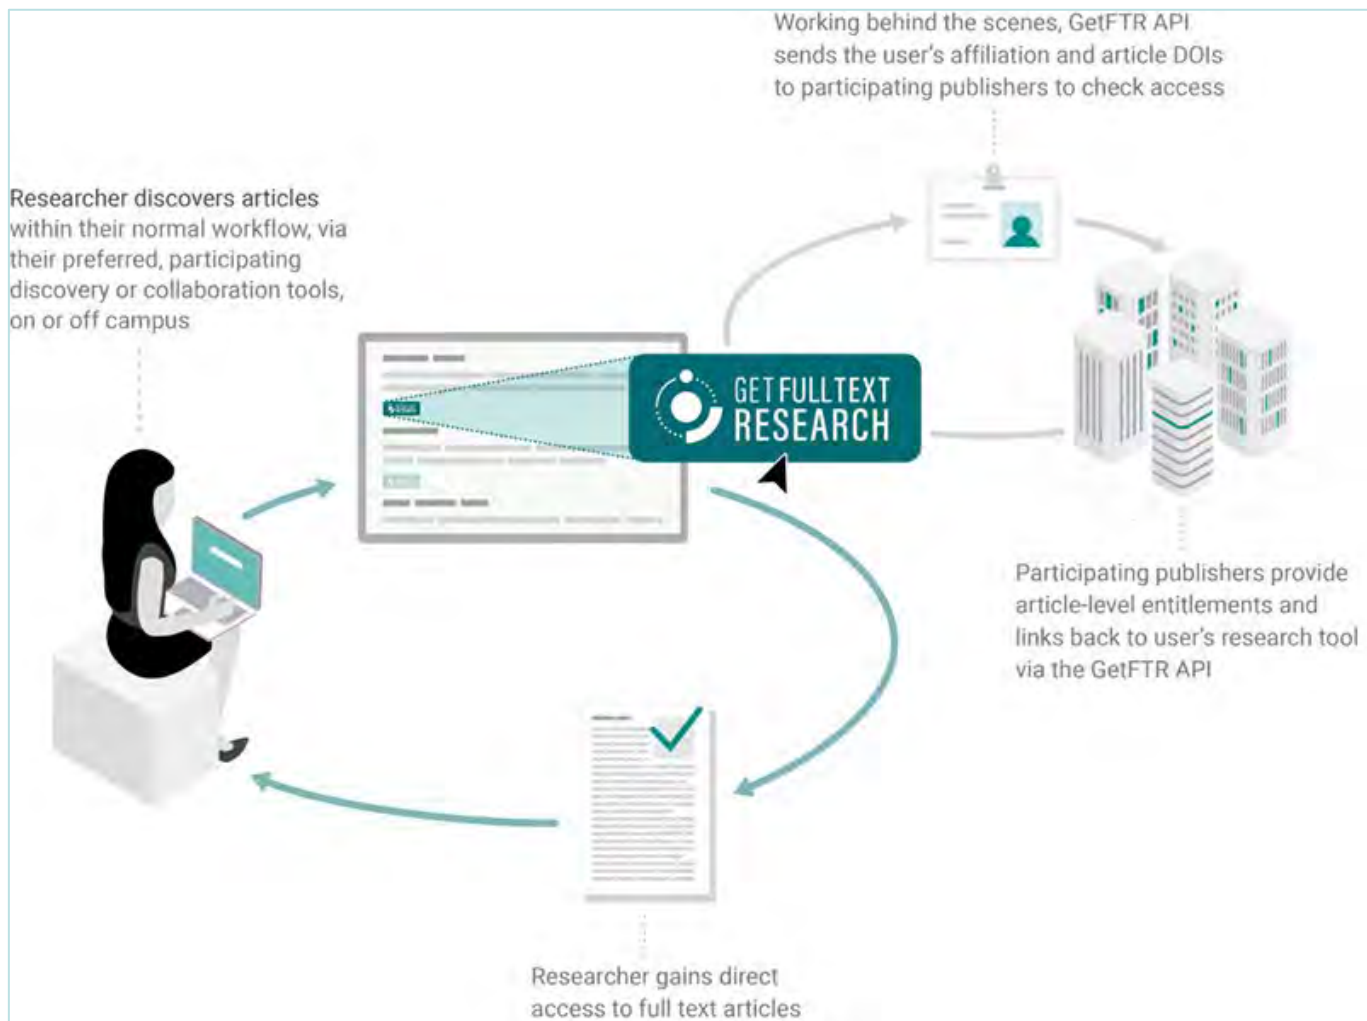 Working behind the scenes, GetFTR API
sends the user's affiliation and article DOIs
to participating publishers to check access
Researcher discovers articles
within their normal workflow, via
their preferred, participating
discovery or collaboration tools,
on or off campus
GETFULLTEXT
RESEARCH
Participating publishers provide
article-level entitlements and
links back to user's research tool
via the GetFTR API
Researcher gains direct
access to full text articles